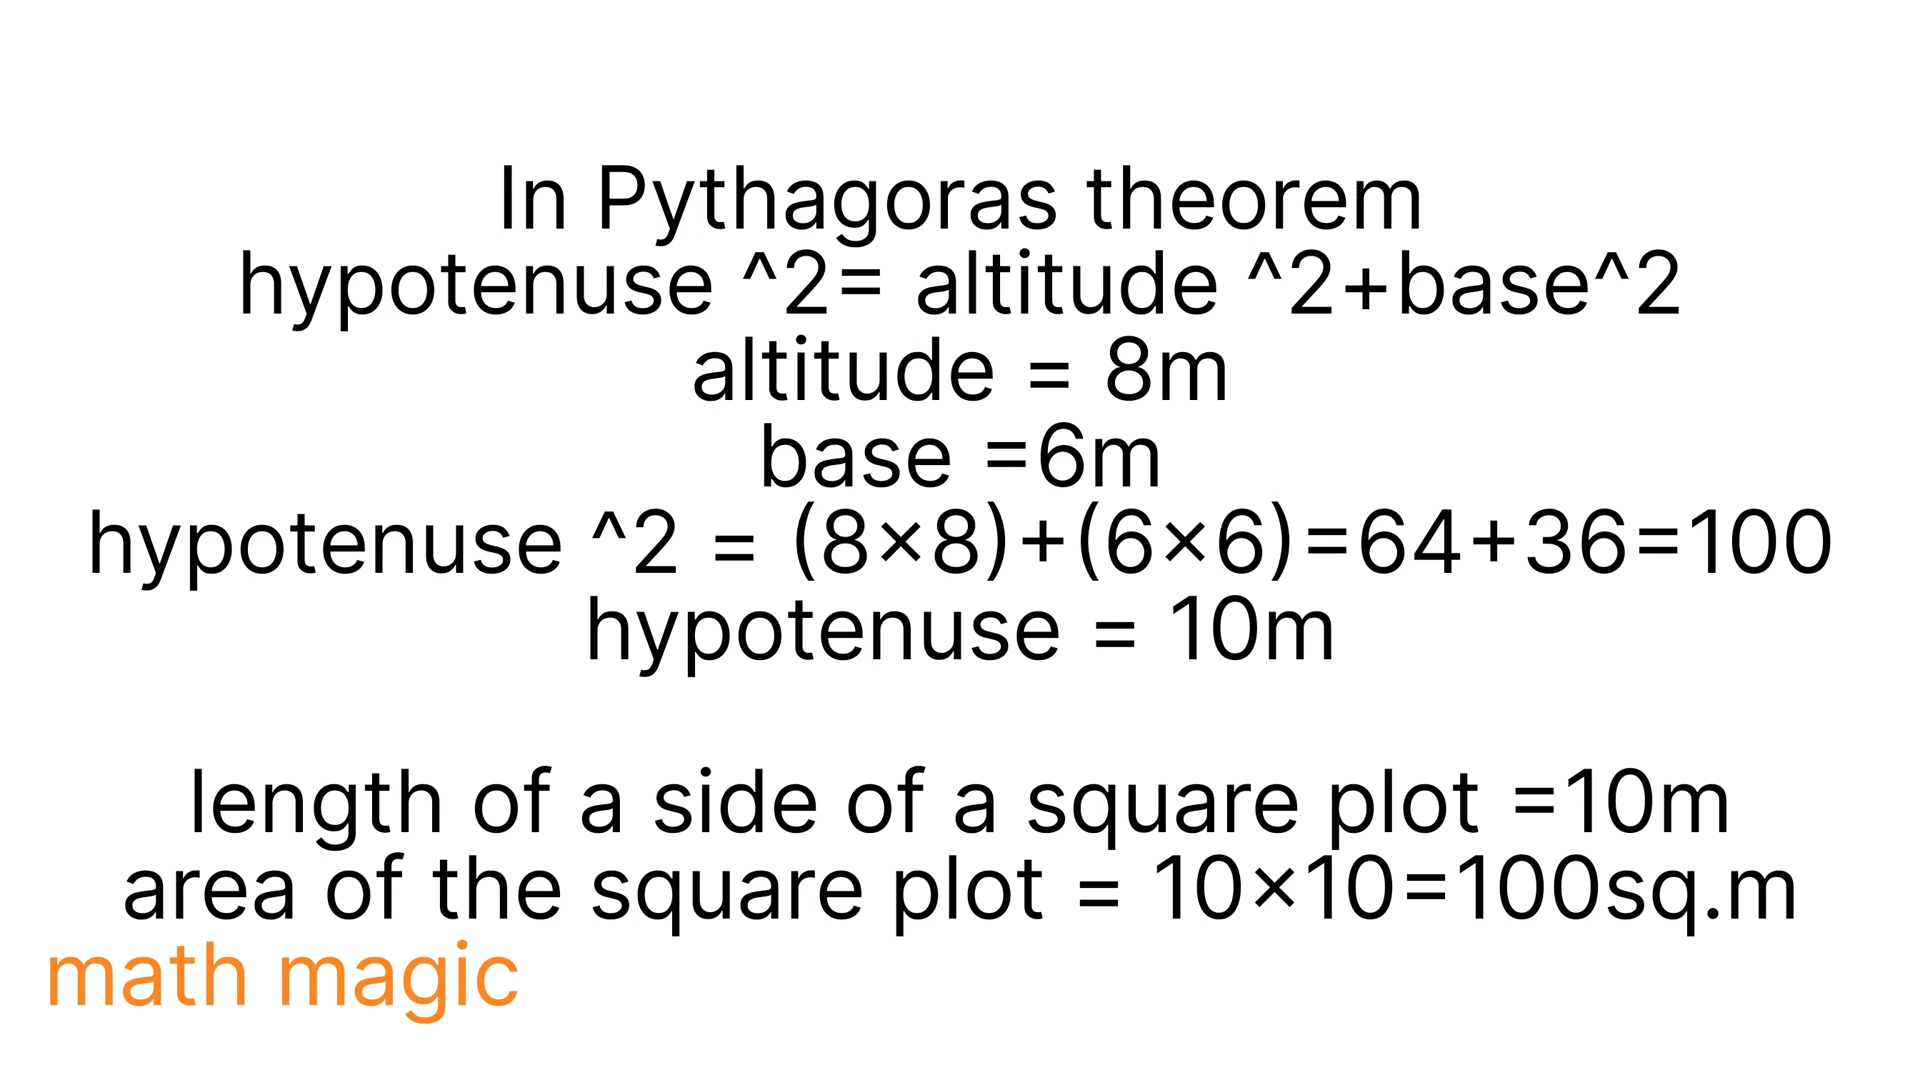 In Pythagoras theorem
hypotenuse ^2= altitude ^2+base^2
altitude = 8m
base =6m
hypotenuse ^2 = (8×8)+(6×6)=64+36=100
hypotenuse = 10m
length of a side of a square plot =10m
area of the square plot = 10×10=100sq.m
math magic